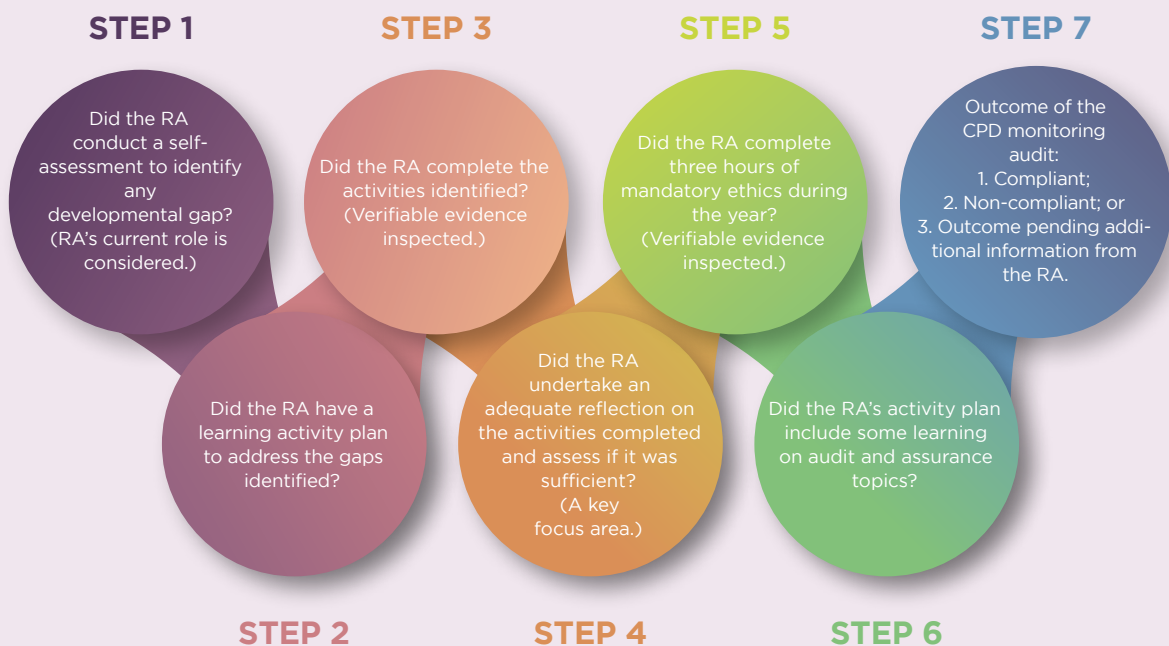 STEP 1
Did the RA
conduct a self-
assessment to identify
any
developmental gap?
(RA's current role is
considered.)
STEP 2
Did the RA have a
learning activity plan
to address the gaps
identified?
STEP 3
Did the RA complete the
activities identified?
(Verifiable evidence
inspected.)
STEP 4
Did the RA
undertake an
adequate reflection on
the activities completed
and assess if it was
sufficient?
(A key
focus area.)
STEP 5
Did the RA complete
three hours of
mandatory ethics during
the year?
(Verifiable evidence
inspected.)
STEP 6
Did the RA's activity plan
include some learning
on audit and assurance
topics?
STEP 7
Outcome of the
CPD monitoring
audit:
1. Compliant;
2. Non-compliant; or
3. Outcome pending addi-
tional information from
the RA.